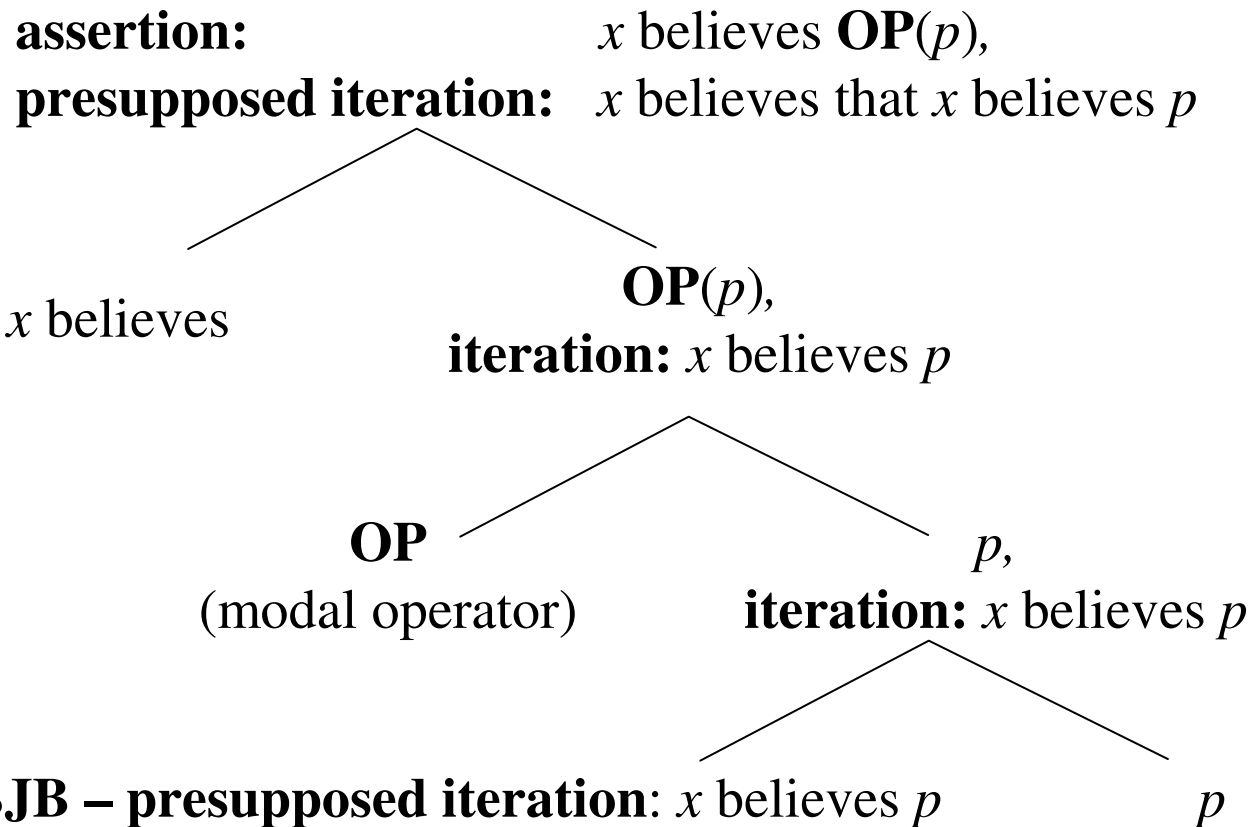 assertion: x believes OP(p),
presupposed iteration: x believes that x believes p
x believes
OP(p),
iteration: x believes p
OP
(modal operator)
p,
iteration: x believes p
JB – presupposed iteration: x believes p
p